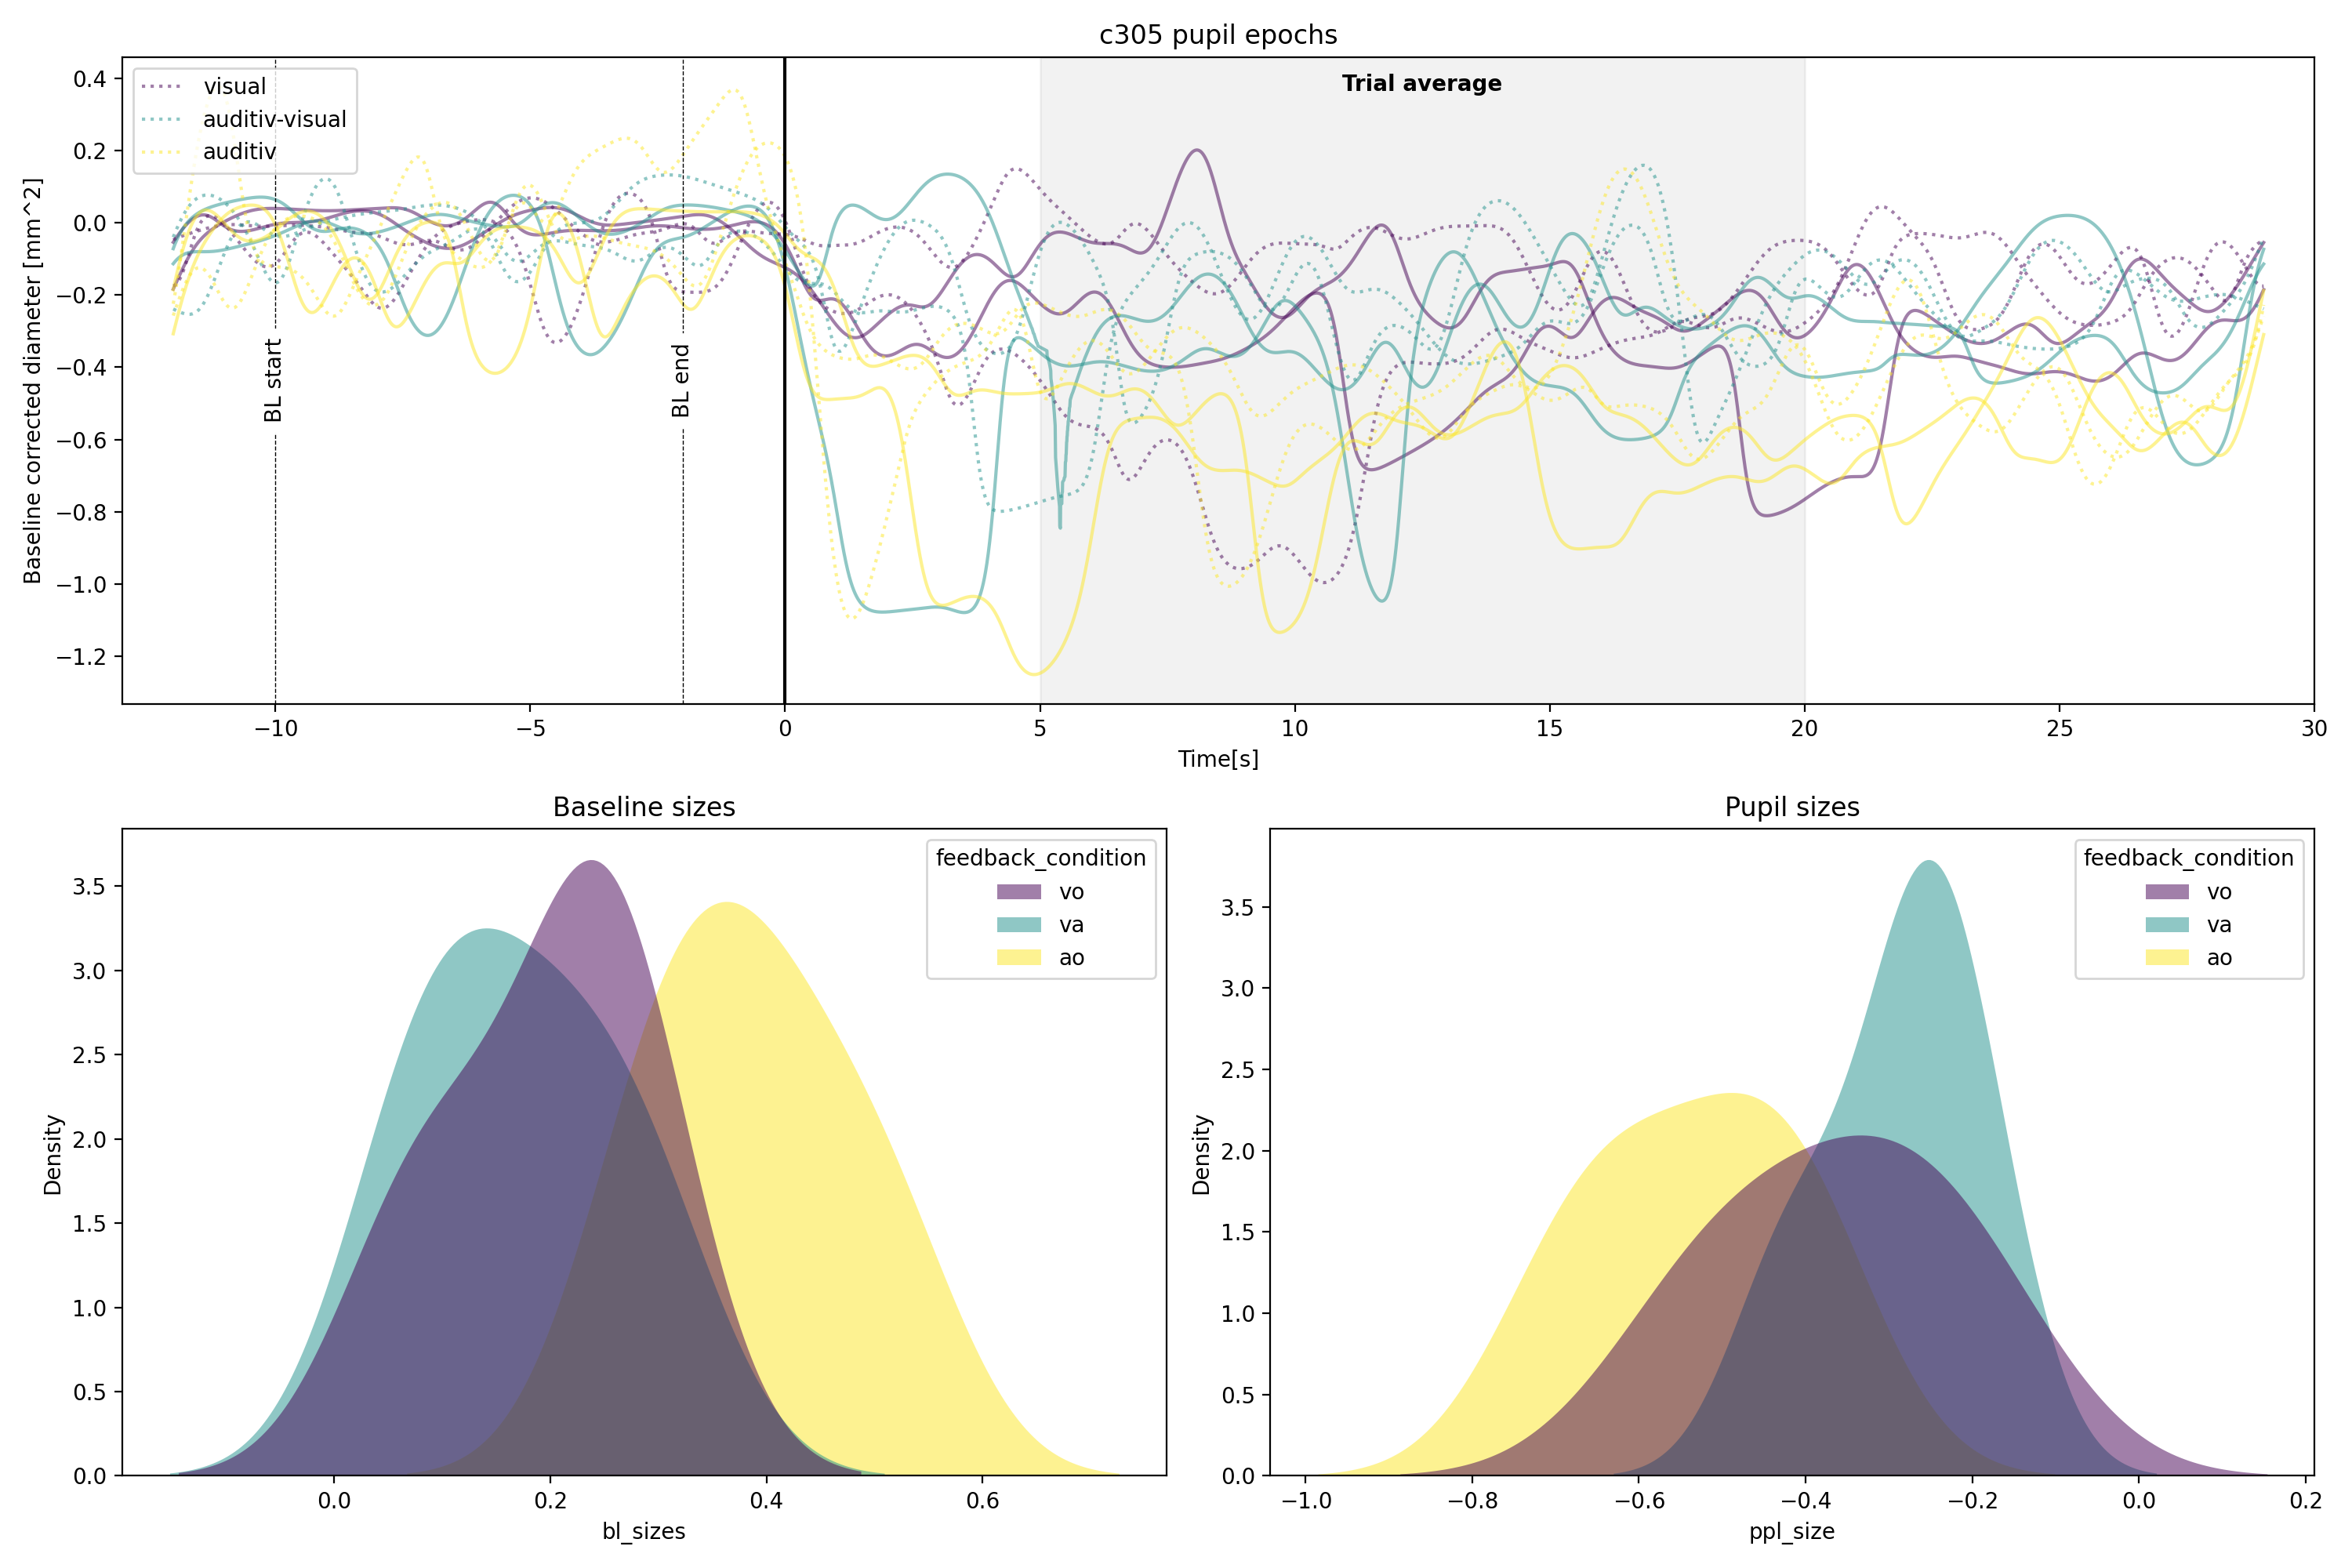 c305 pupil epochs
visual
auditiv-visual
auditiv
Trial average
BL start
BL end
Baseline corrected diameter [mm^2]
0.4
0.2
0.0
−0.2
−0.4
−0.6
−0.8
−1.0
−1.2
−10
−5
0
5
10
15
20
25
30
Time[s]
Baseline sizes
feedback_condition
vo
va
ao
Density
3.5
3.0
2.5
2.0
1.5
1.0
0.5
0.0
0.0
0.2
0.4
0.6
bl_sizes
Pupil sizes
feedback_condition
vo
va
ao
Density
3.5
3.0
2.5
2.0
1.5
1.0
0.5
0.0
−1.0
−0.8
−0.6
−0.4
−0.2
0.0
0.2
ppl_size